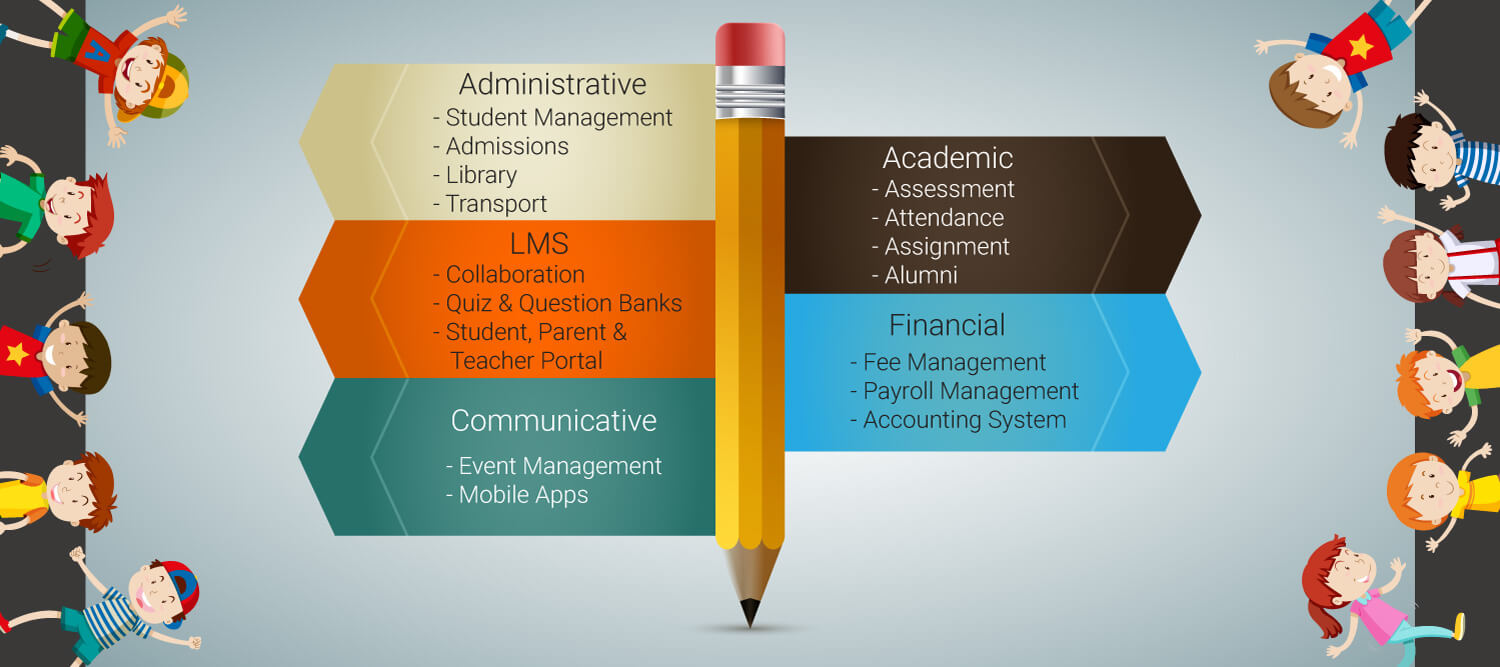 Administrative
- Student Management
- Admissions
- Library
- Transport
LMS
- Collaboration
- Quiz & Question Banks
- Student, Parent &
Teacher Portal
Communicative
- Event Management
- Mobile Apps
Academic
- Assessment
- Attendance
- Assignment
- Alumni
Financial
- Fee Management
- Payroll Management
- Accounting System
A